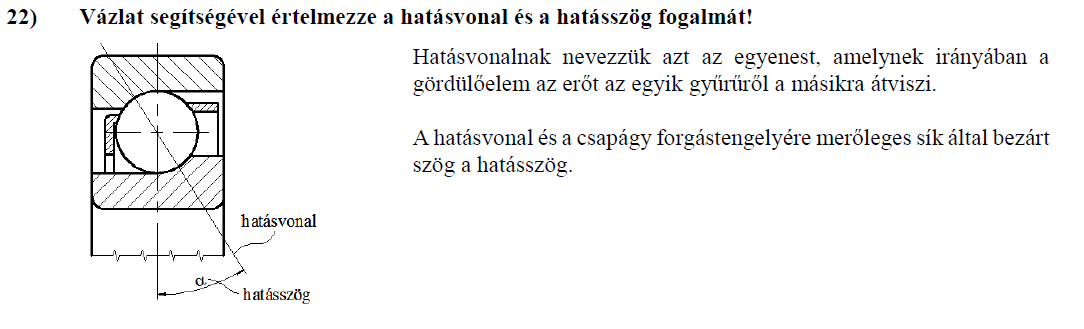 22) Vázlat segítségével értelmezze a hatásvonal és a hatásszög fogalmát!
Hatásvonalnak nevezzük azt az egyenest, amelynek irányában a
gördülőelem az erőt az egyik gyűrűről a másikra átviszi.
A hatásvonal és a csapágy forgástengelyére merőleges sík által bezárt
szög a hatásszög.
hatásvonal
α
hatásszög